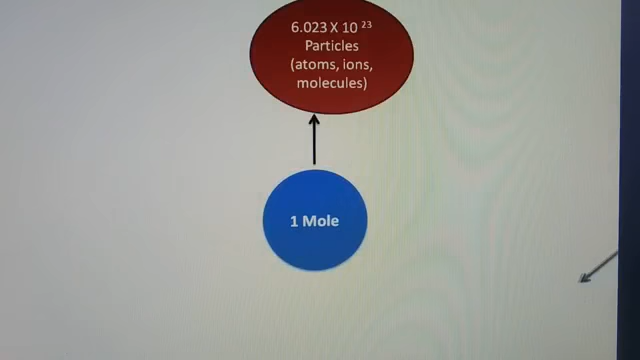 6.023 X 10 23
Particles
(atoms, ions,
molecules)
1 Mole